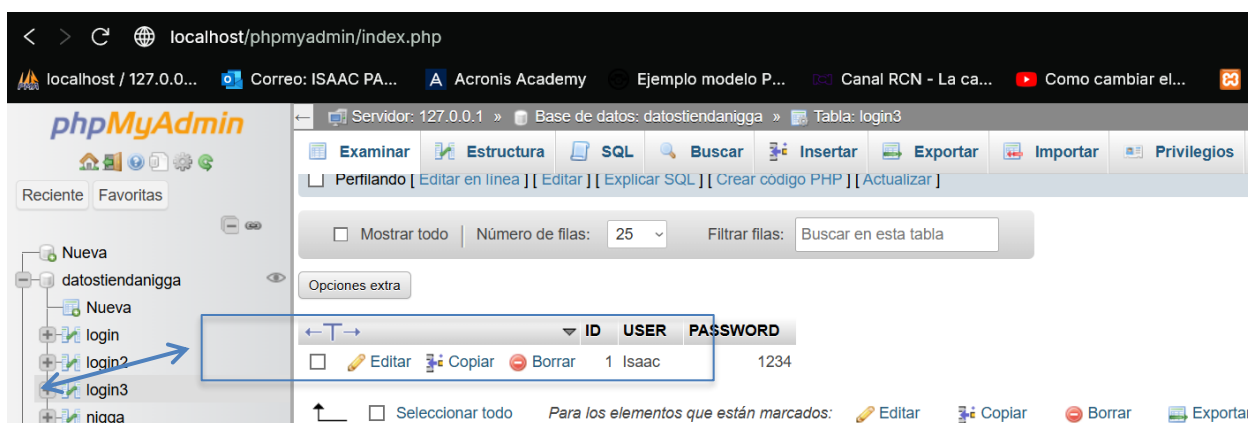 localhost/phpmyadmin/index.php
localhost / 127.0.0... Correo: ISAAC PA... Acronis Academy Ejemplo modelo P... Canal RCN - La ca... Como cambiar el...
phpMyAdmin
Reciente Favoritas
Nueva
datostiendanigga
Nueva
login
login2
login3
nigga
Servidor: 127.0.0.1 » Base de datos: datostiendanigga » Tabla: login3
Examinar Estructura SQL Buscar Insertar Exportar Importar Privilegios
Perfilando [ Editar en línea ] [ Editar ] [ Explicar SQL ] [ Crear código PHP ] [ Actualizar ]
Mostrar todo Número de filas: 25 Filtrar filas: Buscar en esta tabla
Opciones extra
←T→ ID USER PASSWORD
Editar Copiar Borrar 1 Isaac 1234
Seleccionar todo Para los elementos que están marcados: Editar Copiar Borrar Exportar